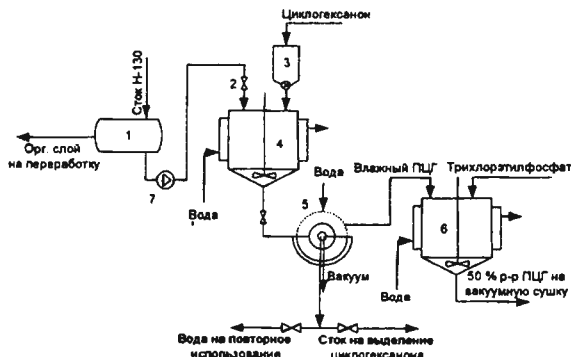 Циклогексанон
Сток Н-130
3
2
1
4
Орг. слой
на переработку
7
Вода
Вода
5
Влажный ПЦГ
Трихлорэтилфосфат
6
Вакуум
Вода
50 % р-р ПЦГ на
вакуумную сушку
Вода на повторное
использование
Сток на выделение
циклогексанона